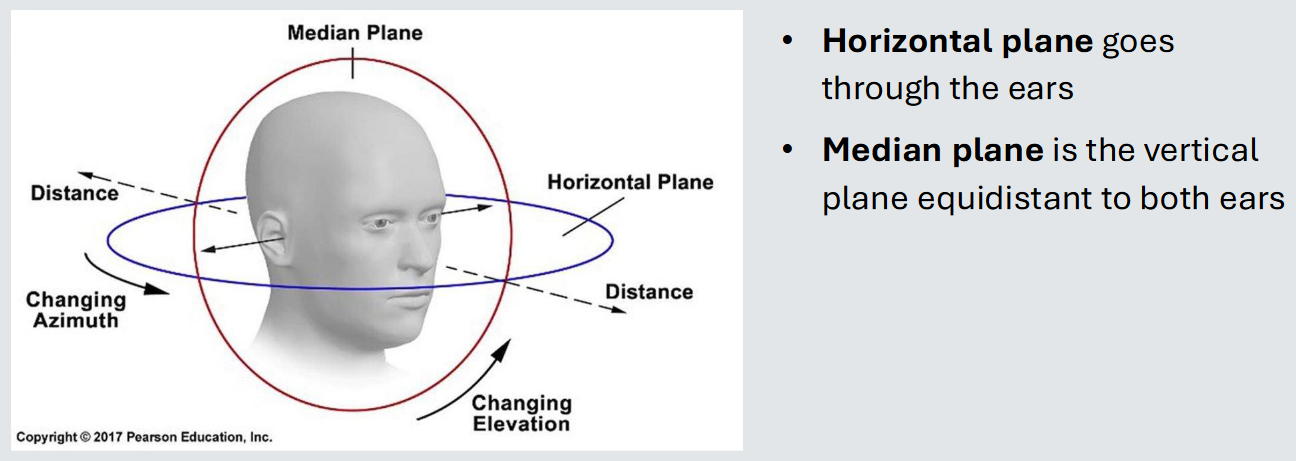 Median Plane
Distance
Horizontal Plane
Changing
Azimuth
Distance
Changing
Elevation
Copyright © 2017 Pearson Education, Inc.
• Horizontal plane goes
through the ears
• Median plane is the vertical
plane equidistant to both ears